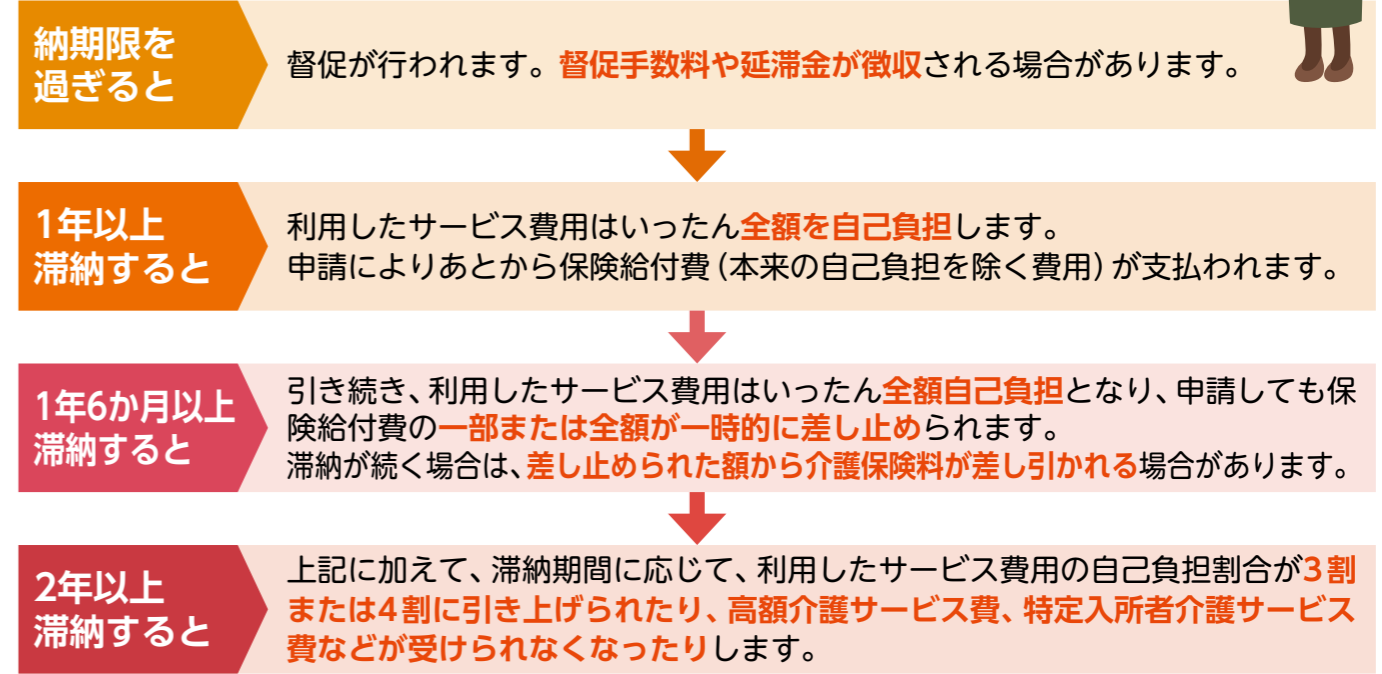 納期限を
過ぎると
督促が行われます。督促手数料や延滞金が徴収される場合があります。
1年以上
滞納すると
利用したサービス費用はいったん全額を自己負担します。
申請によりあとから保険給付費(本来の自己負担を除く費用)が支払われます。
1年6か月以上
滞納すると
引き続き、利用したサービス費用はいったん全額自己負担となり、申請しても保
険給付費の一部または全額が一時的に差し止められます。
滞納が続く場合は、差し止められた額から介護保険料が差し引かれる場合があります。
2年以上
滞納すると
上記に加えて、滞納期間に応じて、利用したサービス費用の自己負担割合が3割
または4割に引き上げられたり、高額介護サービス費、特定入所者介護サービス
費などが受けられなくなったりします。